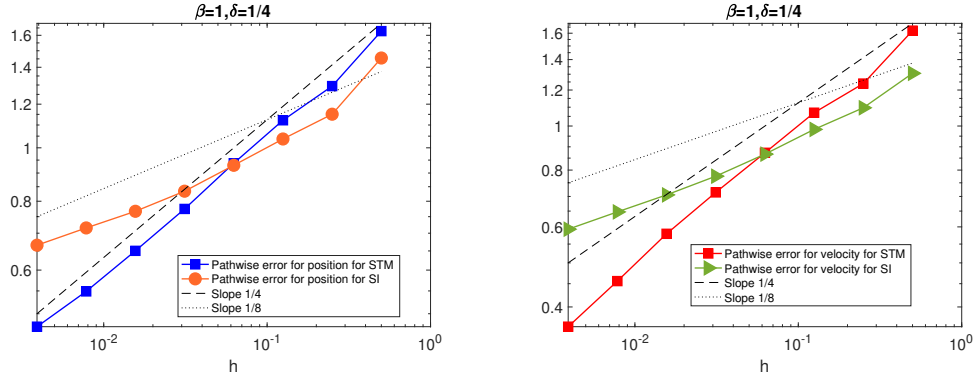 β=1,δ=1/4
1.6
1.4
1.2
1
0.8
0.6
Pathwise error for position for STM
Pathwise error for position for SI
Slope 1/4
Slope 1/8
10^-2
10^-1
10^0
h
β=1,δ=1/4
1.6
1.4
1.2
1
0.8
0.6
0.4
Pathwise error for velocity for STM
Pathwise error for velocity for SI
Slope 1/4
Slope 1/8
10^-2
10^-1
10^0
h